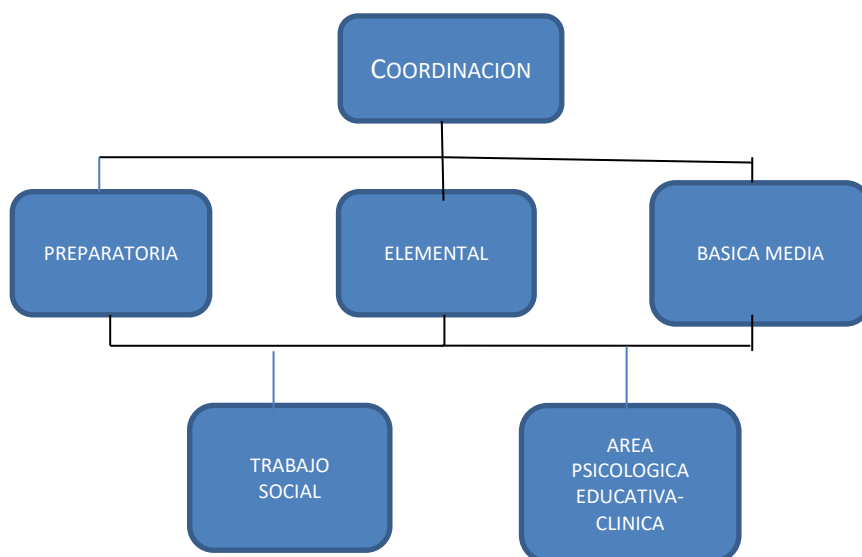 COORDINACION
PREPARATORIA
ELEMENTAL
BASICA MEDIA
TRABAJO
SOCIAL
AREA
PSICOLOGICA
EDUCATIVA-
CLINICA